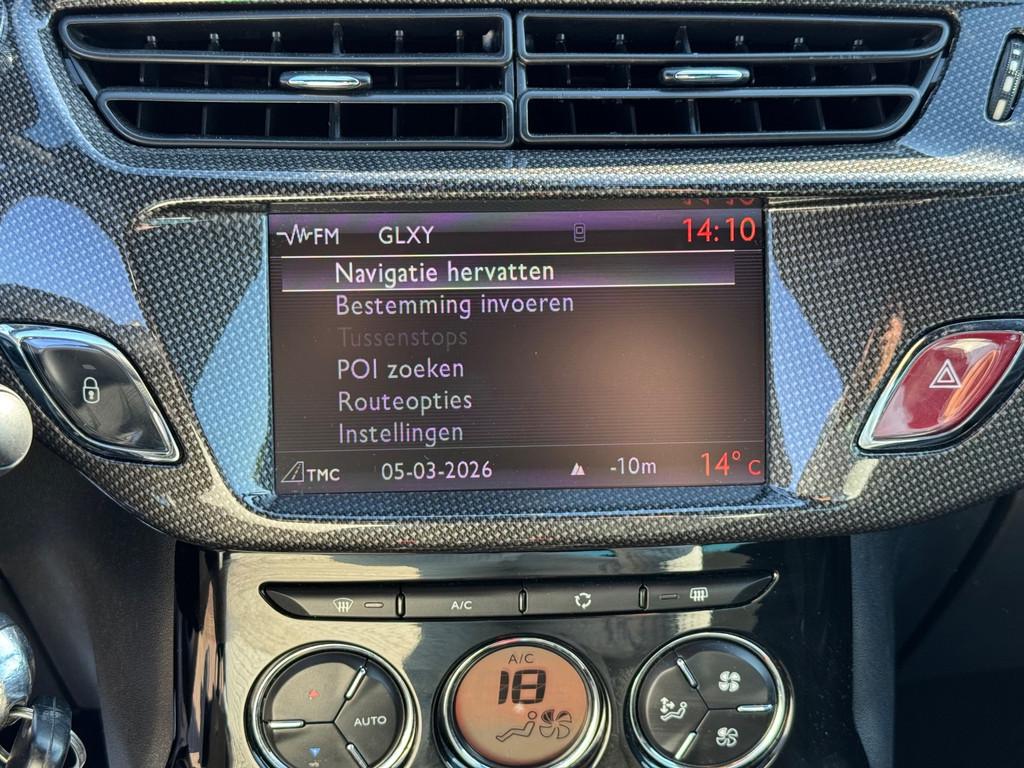 FM GLXY 14:10
Navigatie hervatten
Bestemming invoeren
Tussenstops
POI zoeken
Routeopties
Instellingen
TMC 05-03-2026 -10m 14° C
A/C
A/C
18
AUTO